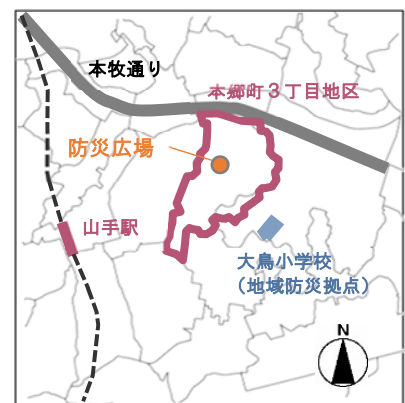 本牧通り
本郷町３丁目地区
防災広場
山手駅
大鳥小学校
（地域防災拠点）
N